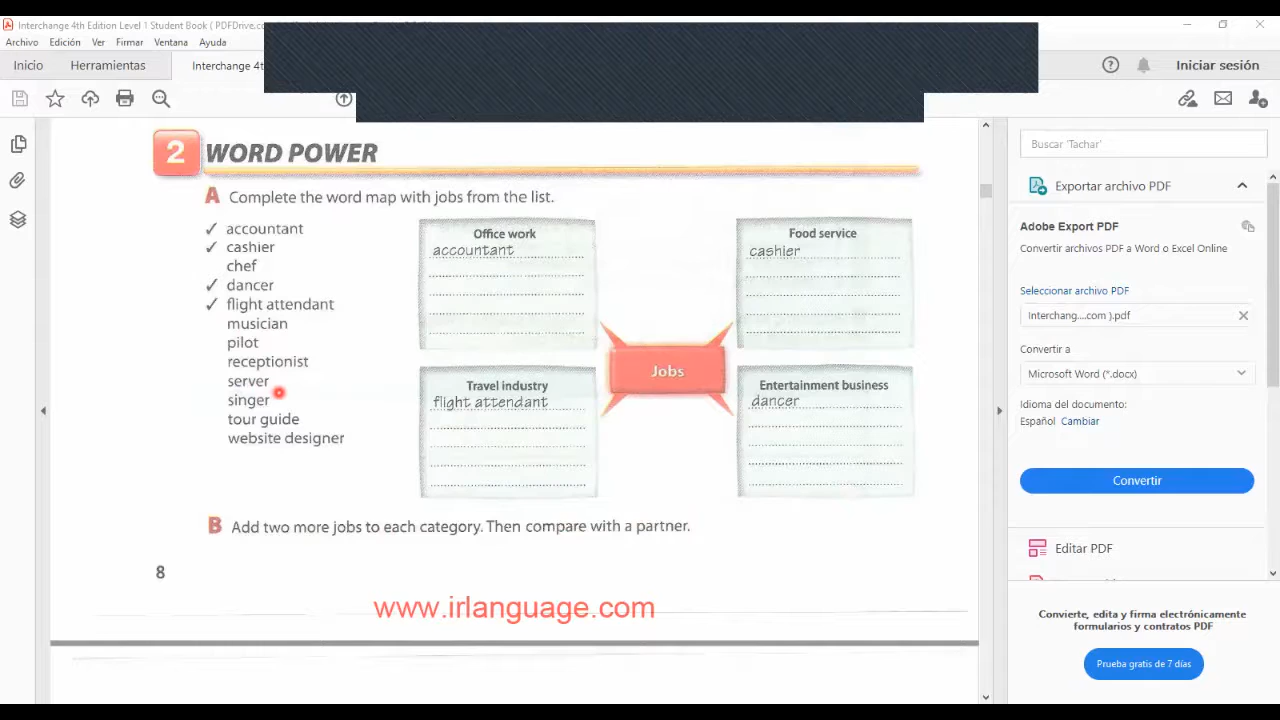 Interchange 4th Edition Level 1 Student Book ( PDFDrive.co
Archivo Edición Ver Firmar Ventana Ayuda
Inicio Herramientas Interchange 4t Iniciar sesión
2 WORD POWER
A Complete the word map with jobs from the list.
✓ accountant
✓ cashier
chef
✓ dancer
✓ flight attendant
musician
pilot
receptionist
server
singer
tour guide
website designer
Office work
accountant
Food service
cashier
Jobs
Travel industry
flight attendant
Entertainment business
dancer
B Add two more jobs to each category. Then compare with a partner.
8
www.irlanguage.com
Buscar 'Tachar'
Exportar archivo PDF
Adobe Export PDF
Convertir archivos PDF a Word o Excel Online
Seleccionar archivo PDF
Interchang....com ).pdf
Convertir a
Microsoft Word (*.docx)
Idioma del documento:
Español Cambiar
Convertir
Editar PDF
Convierte, edita y firma electrónicamente
formularios y contratos PDF
Prueba gratis de 7 días